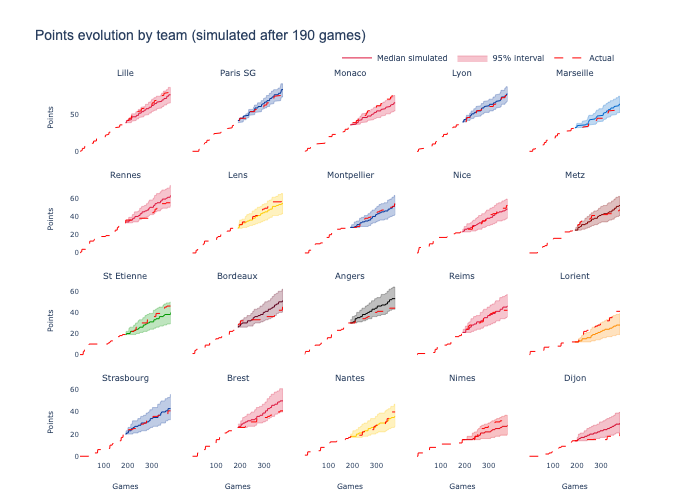 Points evolution by team (simulated after 190 games)
Median simulated 95% interval Actual
Lille Paris SG Monaco Lyon Marseille
Points
50
0
Rennes Lens Montpellier Nice Metz
Points
60
40
20
0
St Etienne Bordeaux Angers Reims Lorient
Points
60
40
20
0
Strasbourg Brest Nantes Nimes Dijon
Points
60
40
20
0
100 200 300 100 200 300 100 200 300 100 200 300 100 200 300
Games Games Games Games Games